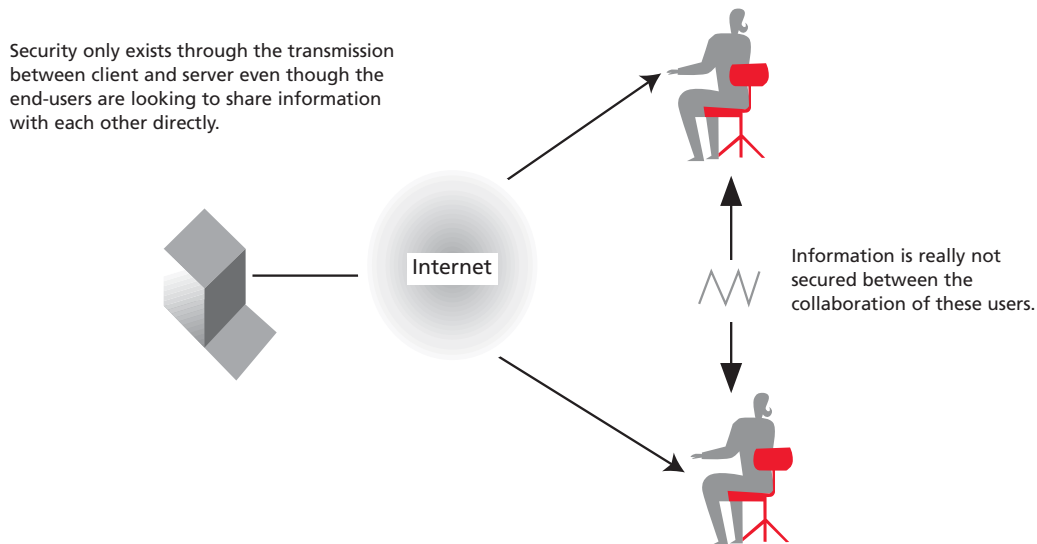 Security only exists through the transmission
between client and server even though the
end-users are looking to share information
with each other directly.
Internet
Information is really not
secured between the
collaboration of these users.